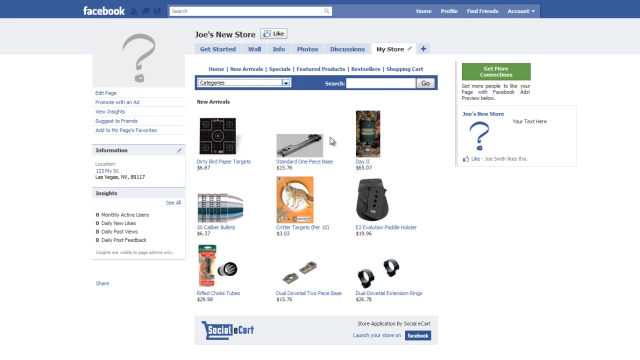 facebook
Search
Home Profile Find Friends Account
Joe's New Store Like
Get Started Wall Info Photos Discussions My Store +
Home | New Arrivals | Specials | Featured Products | Bestsellers | Shopping Cart
Categories Search: Go
New Arrivals
Dirty Bird Paper Targets
$6.87
Standard One Piece Base
$15.76
Day II
$65.07
50 Caliber Bullets
$6.37
Critter Targets (Per 10)
$3.03
E2 Evolution Paddle Holster
$19.96
Rifled Choke Tubes
$29.98
Dual Dovetail Two Piece Base
$15.76
Dual Dovetail Extension Rings
$26.78
Social eCart
Store Application By Social eCart
Launch your store on facebook
Edit Page
Promote with an Ad
View Insights
Suggest to Friends
Add to My Page's Favorites
Information
Location:
123 My St.
Las Vegas, NV, 89117
Insights
See All
0 Monthly Active Users
0 Daily New Likes
0 Daily Post Views
0 Daily Post Feedback
Insights are visible to page admins only.
Share
Get More
Connections
Get more people to like your
Page with Facebook Ads!
Preview below.
Joe's New Store
Your Text Here
Like · Joe Smith likes this.